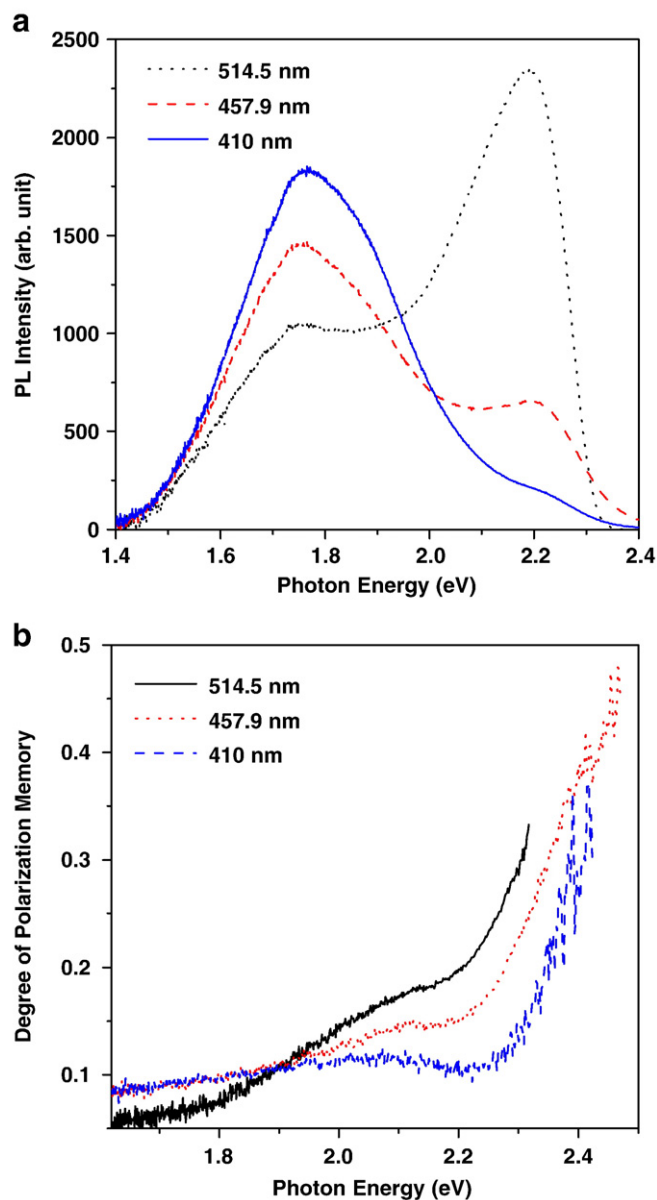 a
2500
2000
1500
1000
500
0
PL Intensity (arb. unit)
514.5 nm
457.9 nm
410 nm
1.4 1.6 1.8 2.0 2.2 2.4
Photon Energy (eV)
b
0.5
0.4
0.3
0.2
0.1
Degree of Polarization Memory
514.5 nm
457.9 nm
410 nm
1.8 2.0 2.2 2.4
Photon Energy (eV)